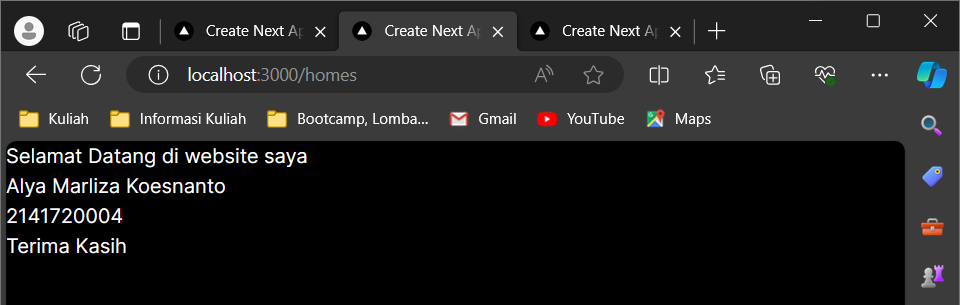 Create Next Ap
Create Next Ap
Create Next Ap
localhost:3000/homes
Kuliah
Informasi Kuliah
Bootcamp, Lomba...
Gmail
YouTube
Maps
Selamat Datang di website saya
Alya Marliza Koesnanto
2141720004
Terima Kasih